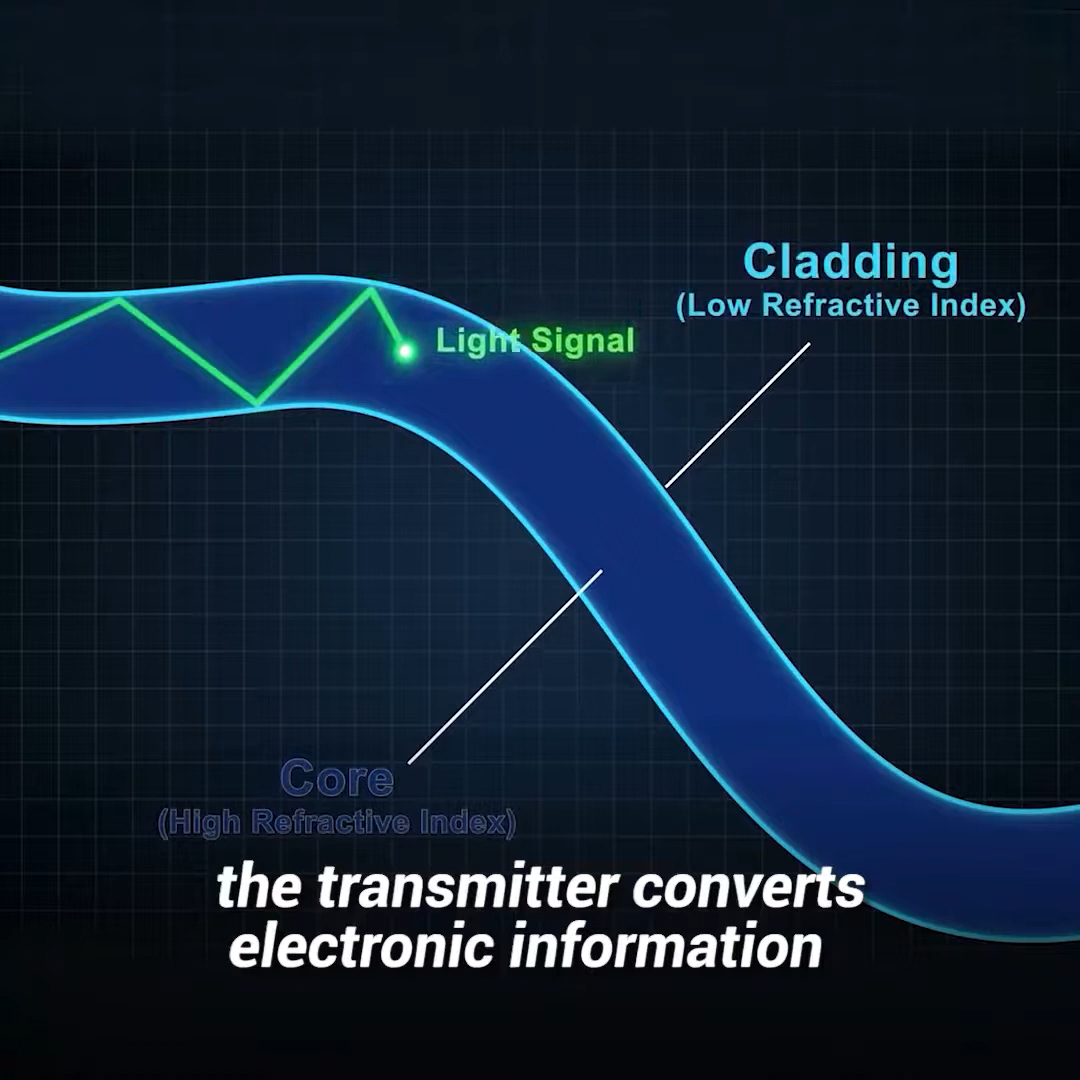 Cladding
(Low Refractive Index)
Light Signal
Core
(High Refractive Index)
the transmitter converts
electronic information